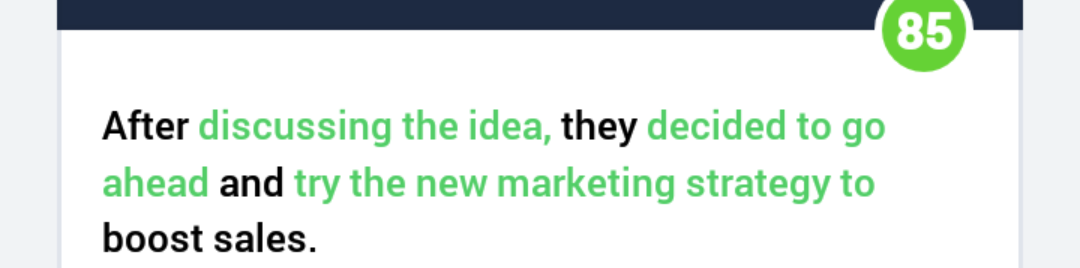 85
After discussing the idea, they decided to go
ahead and try the new marketing strategy to
boost sales.